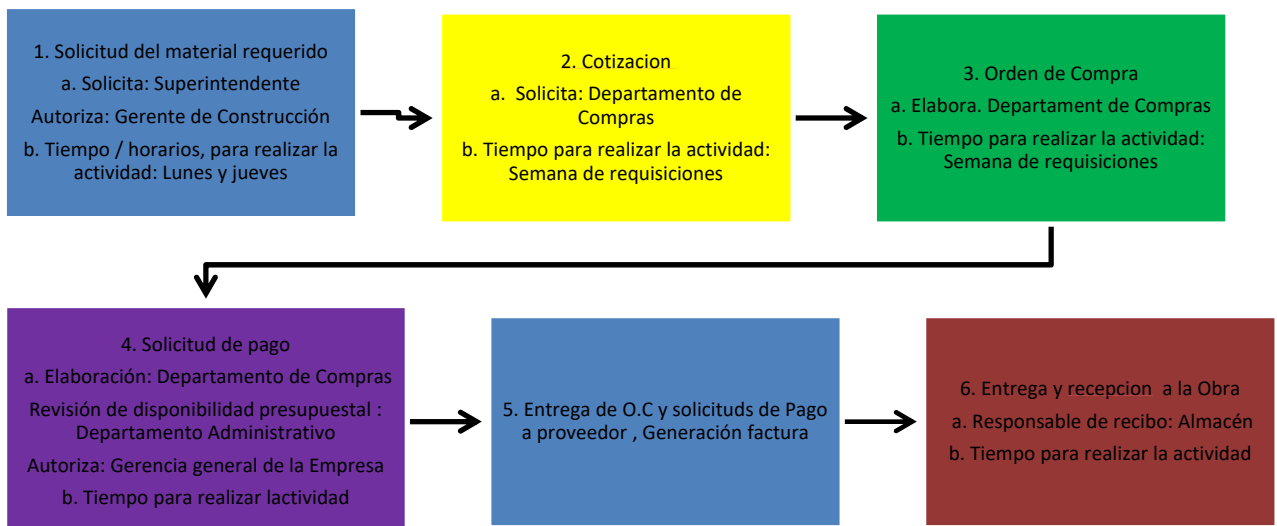 1. Solicitud del material requerido
a. Solicita: Superintendente
Autoriza: Gerente de Construcción
b. Tiempo / horarios, para realizar la
actividad: Lunes y jueves
2. Cotizacion
a. Solicita: Departamento de
Compras
b. Tiempo para realizar la actividad:
Semana de requisiciones
3. Orden de Compra
a. Elabora. Departament de Compras
b. Tiempo para realizar la actividad:
Semana de requisiciones
4. Solicitud de pago
a. Elaboración: Departamento de Compras
Revisión de disponibilidad presupuestal :
Departamento Administrativo
Autoriza: Gerencia general de la Empresa
b. Tiempo para realizar lactividad
5. Entrega de O.C y solicituds de Pago
a proveedor , Generación factura
6. Entrega y recepcion a la Obra
a. Responsable de recibo: Almacén
b. Tiempo para realizar la actividad